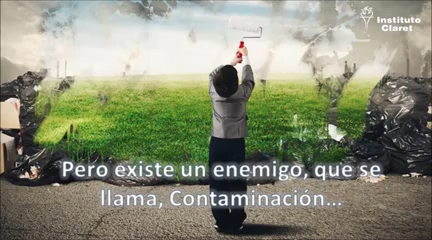 Instituto
Claret
Pero existe un enemigo, que se
llama, Contaminación...